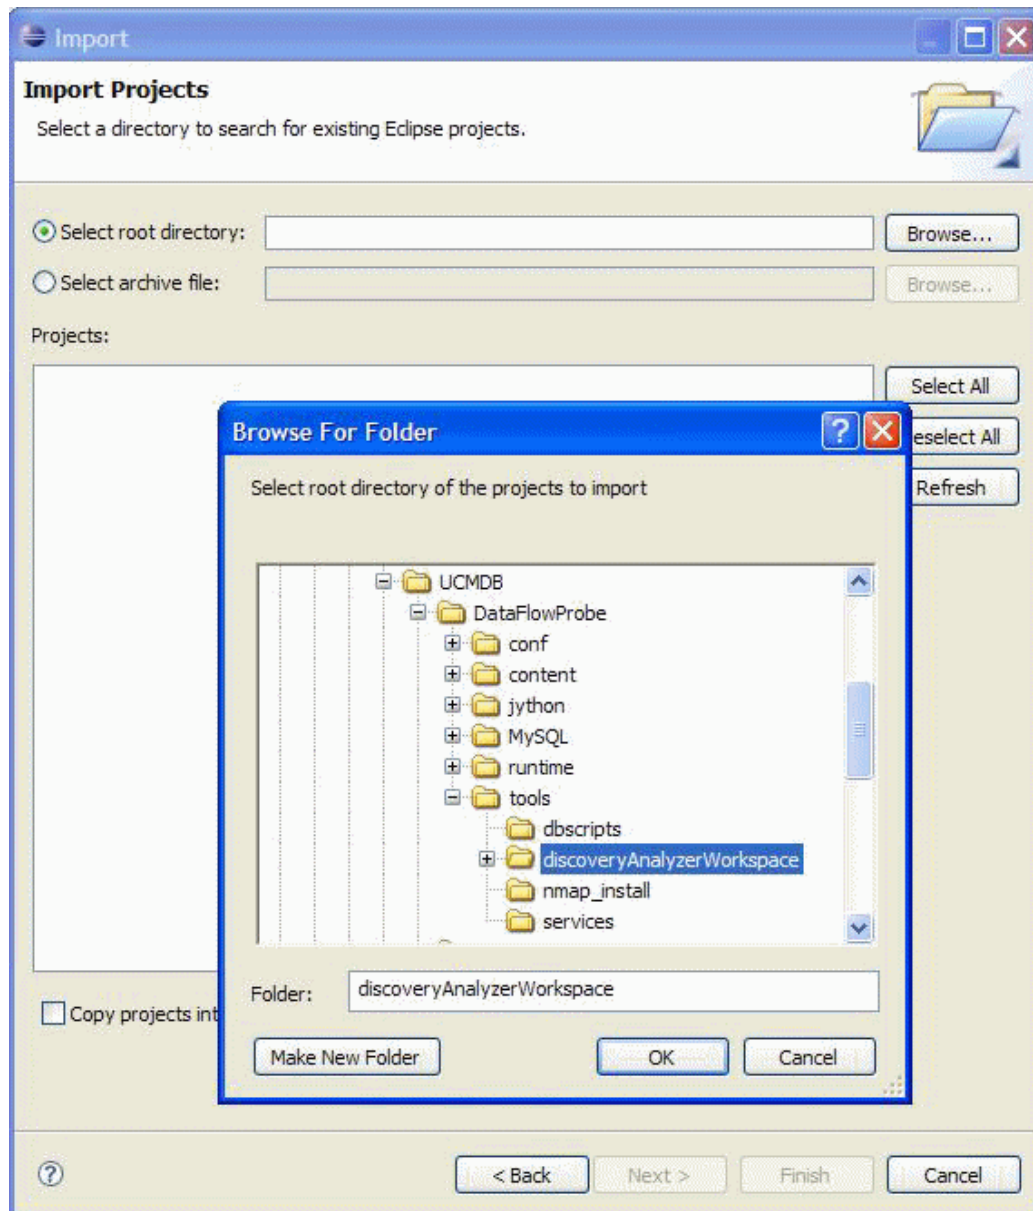 Import
Import Projects
Select a directory to search for existing Eclipse projects.
Select root directory:
Browse...
Select archive file:
Browse...
Projects:
Select All
eselect All
Refresh
Browse For Folder
Select root directory of the projects to import
UCMDB
DataFlowProbe
conf
content
jython
MySQL
runtime
tools
dbscripts
discoveryAnalyzerWorkspace
nmap_install
services
Folder: discoveryAnalyzerWorkspace
Make New Folder
OK
Cancel
Copy projects int
< Back
Next >
Finish
Cancel